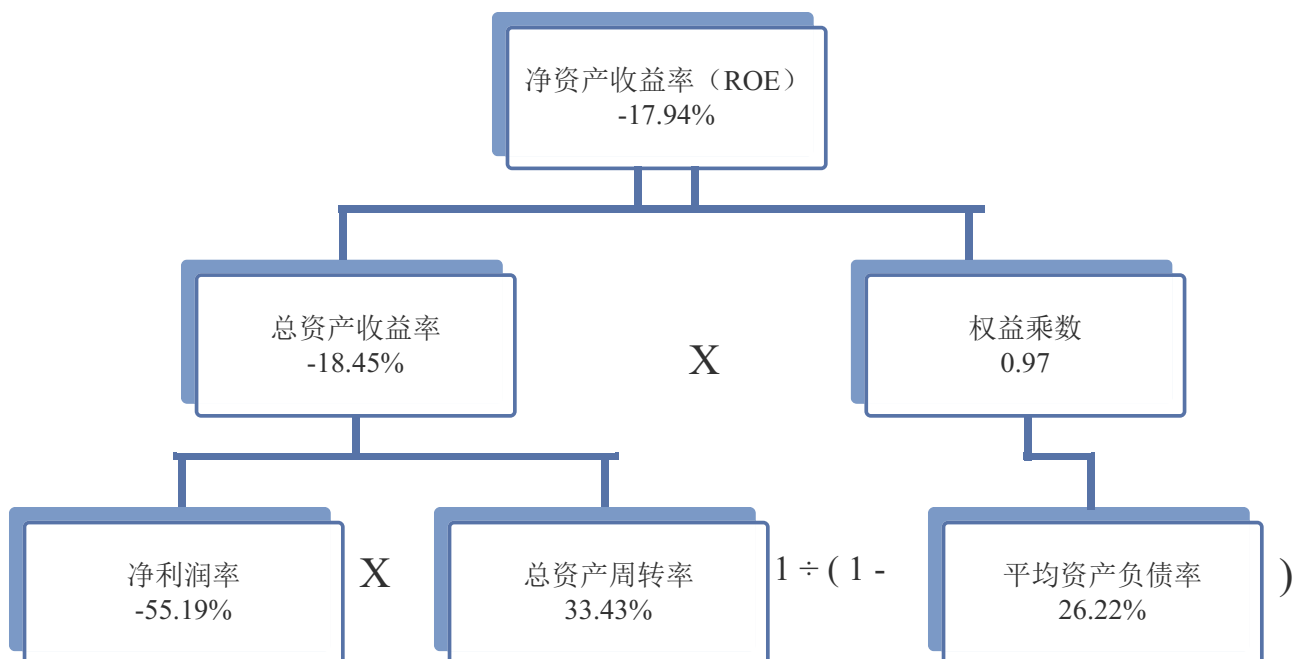 净资产收益率（ROE）
-17.94%
总资产收益率
-18.45%
X
权益乘数
0.97
净利润率
-55.19%
X
总资产周转率
33.43%
1 ÷ ( 1 -
平均资产负债率
26.22%
)